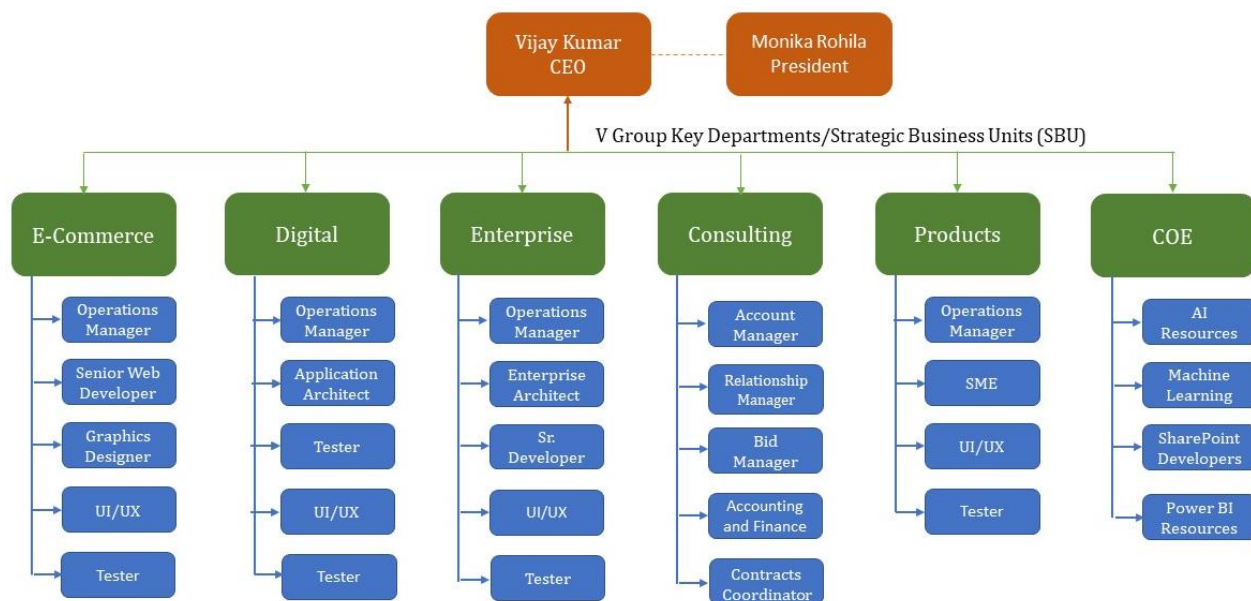 Vijay Kumar
CEO
Monika Rohila
President
V Group Key Departments/Strategic Business Units (SBU)
E-Commerce
Digital
Enterprise
Consulting
Products
COE
Operations
Manager
Senior Web
Developer
Graphics
Designer
UI/UX
Tester
Operations
Manager
Application
Architect
Tester
UI/UX
Tester
Operations
Manager
Enterprise
Architect
Sr.
Developer
UI/UX
Tester
Account
Manager
Relationship
Manager
Bid
Manager
Accounting
and Finance
Contracts
Coordinator
Operations
Manager
SME
UI/UX
Tester
AI
Resources
Machine
Learning
SharePoint
Developers
Power BI
Resources